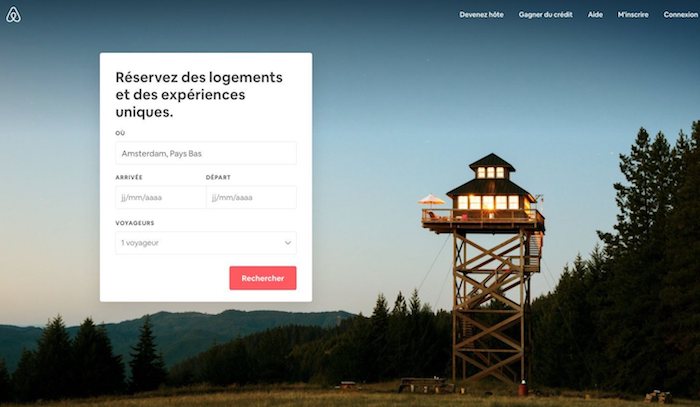 Devenez hôte Gagner du crédit Aide M'inscrire Connexion
Réservez des logements
et des expériences
uniques.
OÙ
Amsterdam, Pays Bas
ARRIVÉE DÉPART
jj/mm/aaaa jj/mm/aaaa
VOYAGEURS
1 voyageur
Rechercher